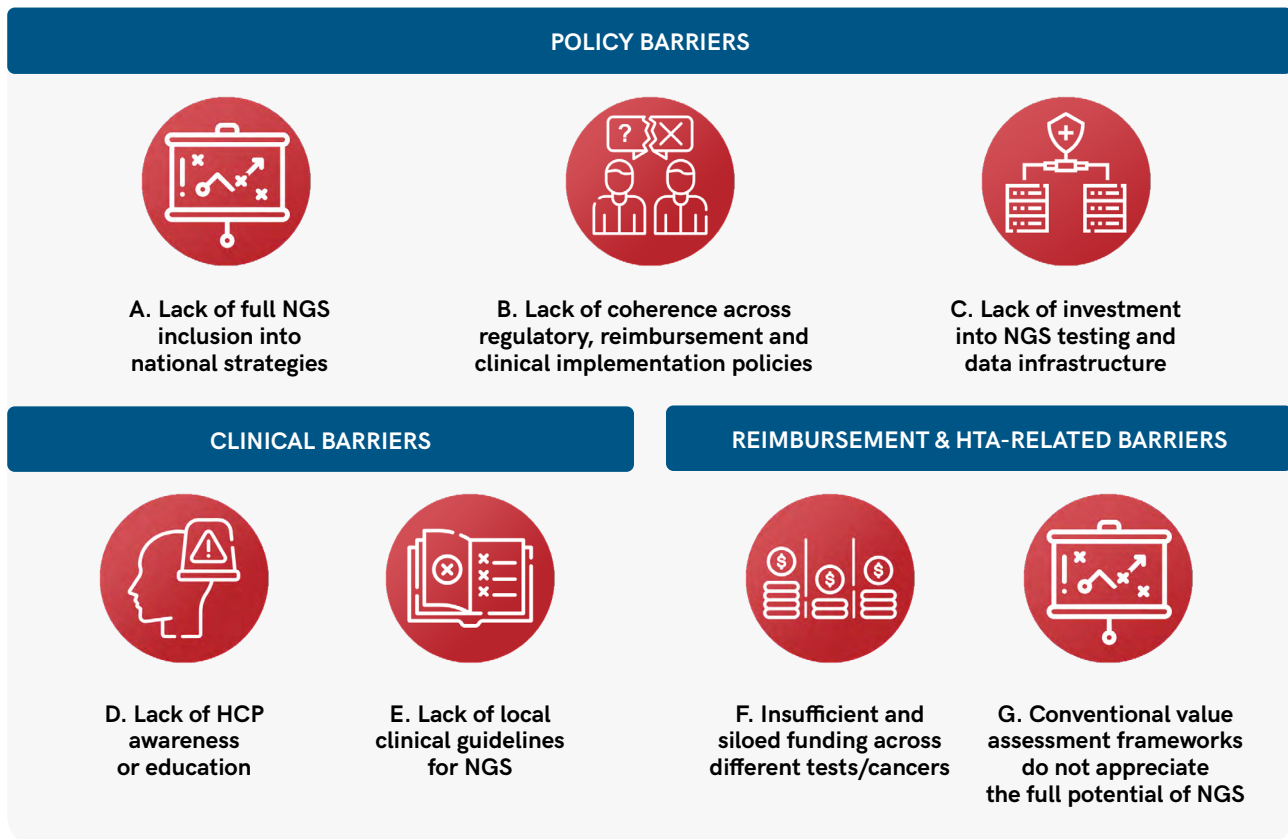 POLICY BARRIERS
A. Lack of full NGS
inclusion into
national strategies
B. Lack of coherence across
regulatory, reimbursement and
clinical implementation policies
C. Lack of investment
into NGS testing and
data infrastructure
CLINICAL BARRIERS
REIMBURSEMENT & HTA-RELATED BARRIERS
D. Lack of HCP
awareness
or education
E. Lack of local
clinical guidelines
for NGS
F. Insufficient and
siloed funding across
different tests/cancers
G. Conventional value
assessment frameworks
do not appreciate
the full potential of NGS